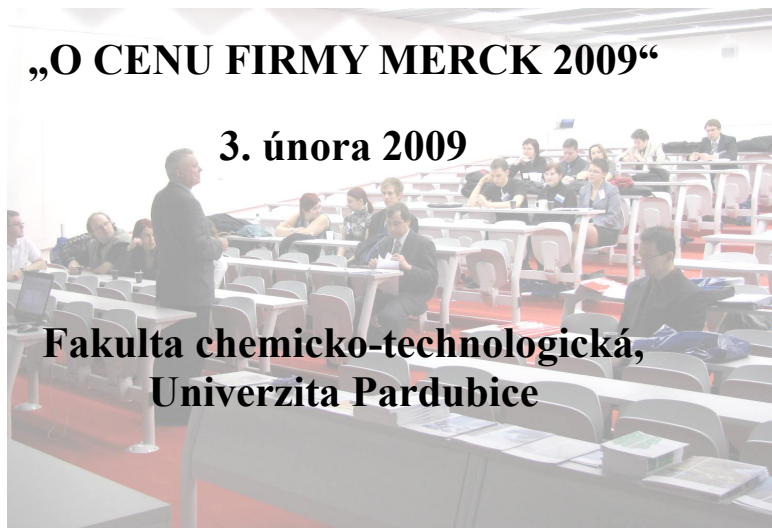 „O CENU FIRMY MERCK 2009“
3. února 2009
Fakulta chemicko-technologická,
Univerzita Pardubice